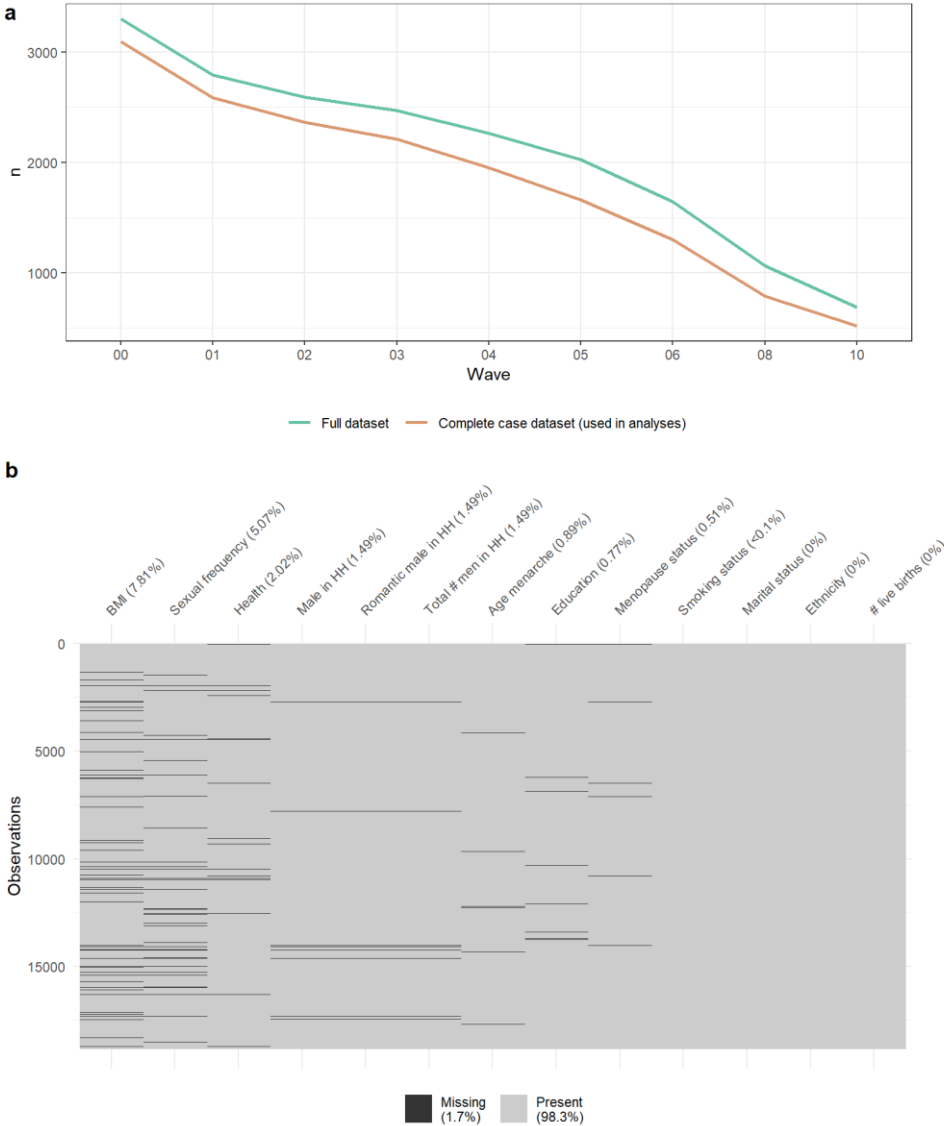 a
3000
2000
1000
n
00 01 02 03 04 05 06 08 10
Wave
Full dataset Complete case dataset (used in analyses)
b
BMI (7.81%)
Sexual frequency (5.07%)
Health (2.02%)
Male in HH (1.49%)
Romantic male in HH (1.49%)
Total # men in HH (1.49%)
Age menarche (0.89%)
Education (0.77%)
Menopause status (0.51%)
Smoking status (<0.1%)
Marital status (0%)
Ethnicity (0%)
# live births (0%)
0
5000
10000
15000
Observations
Missing
(1.7%)
Present
(98.3%)